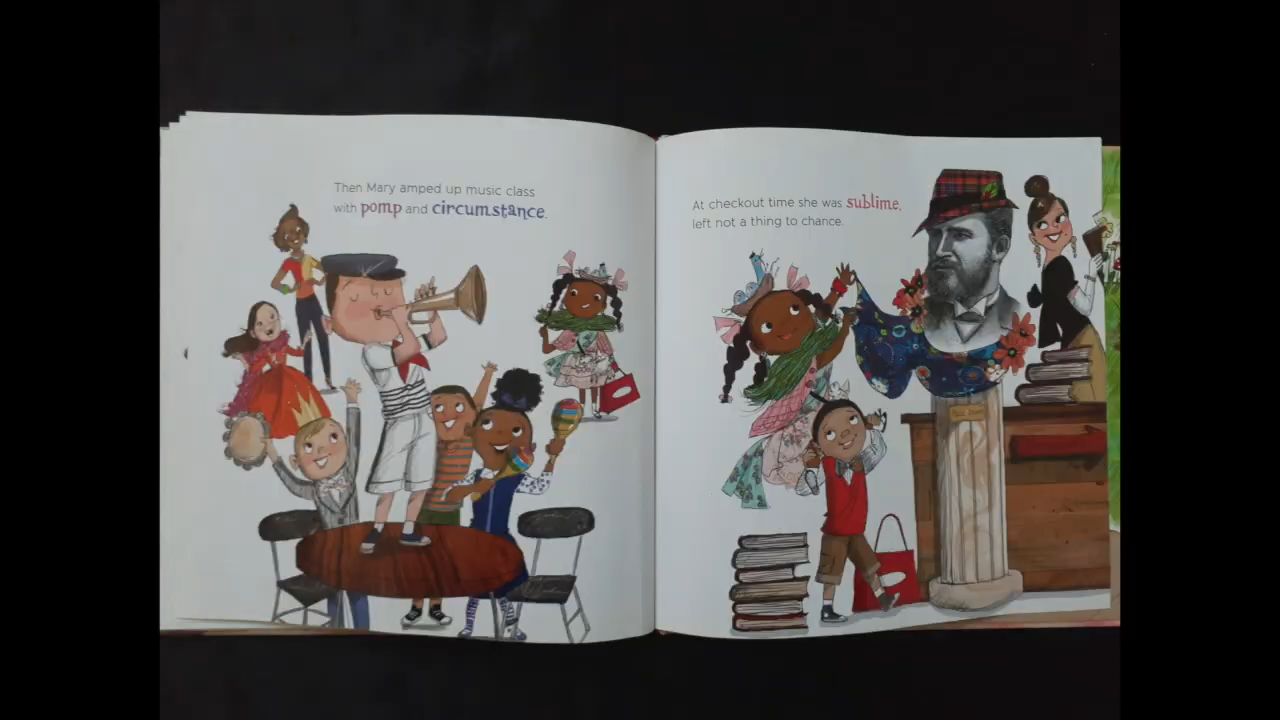 Then Mary amped up music class
with pomp and circumstance.
At checkout time she was sublime,
left not a thing to chance.